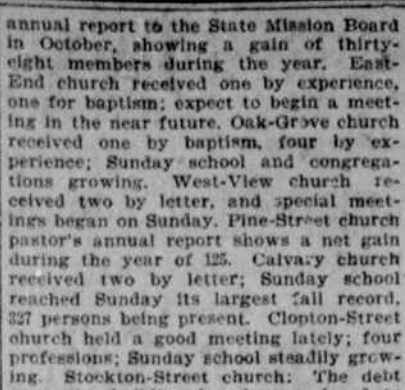 annual report to the State Mission Board
in October, showing a gain of thirty-
eight members during the year. East-
End church received one by experience,
one for baptism; expect to begin a meet-
ing in the near future. Oak-Grove church
received one by baptism, four by ex-
perience; Sunday school and congrega-
tions growing. West-View church re-
ceived two by letter, and special meet-
ings began on Sunday. Pine-Street church
pastor's annual report shows a net gain
during the year of 125. Calvary church
received two by letter; Sunday school
reached Sunday its largest fall record,
327 persons being present. Clopton-Street
church held a good meeting lately; four
professions; Sunday school steadily grow-
ing. Stockton-Street church: The debt